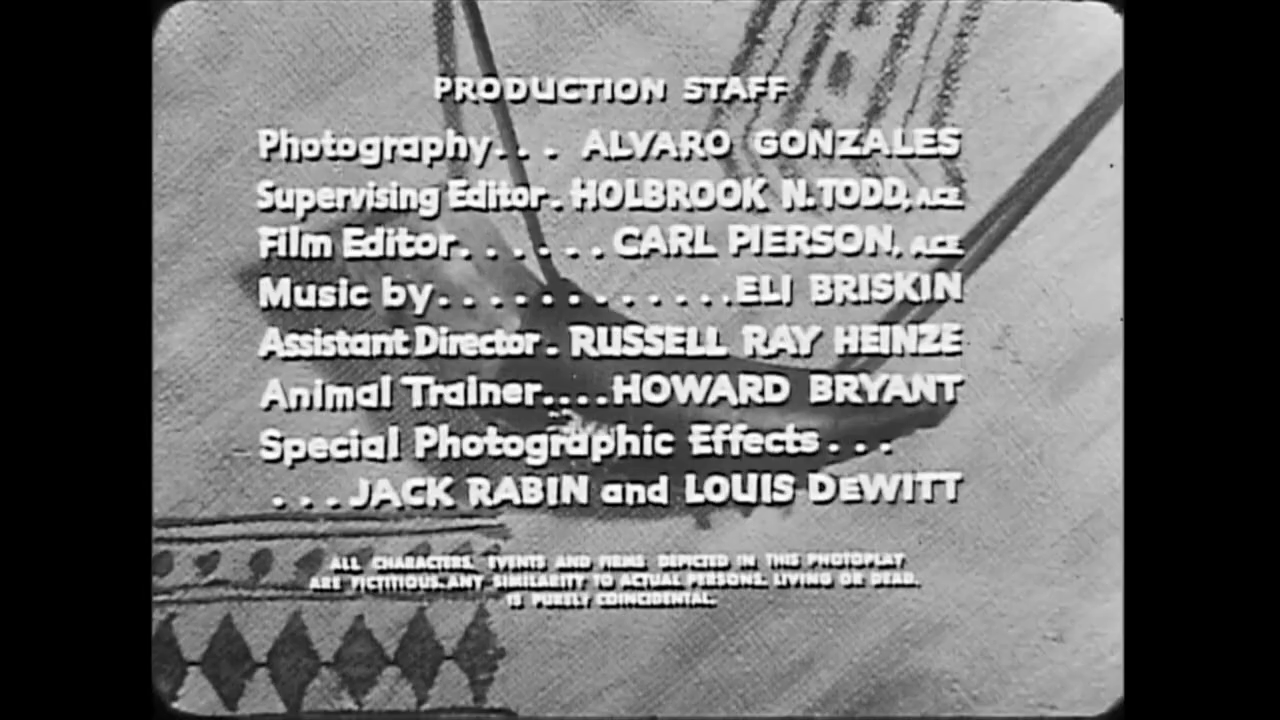 PRODUCTION STAFF
Photography... ALVARO GONZALES
Supervising Editor. HOLBROOK N. TODD, ACE
Film Editor...... CARL PIERSON, ACE
Music by.............ELI BRISKIN
Assistant Director. RUSSELL RAY HEINZE
Animal Trainer....HOWARD BRYANT
Special Photographic Effects...
...JACK RABIN and LOUIS DeWITT
ALL CHARACTERS, EVENTS AND FIRMS DEPICTED IN THIS PHOTOPLAY
ARE FICTITIOUS. ANY SIMILARITY TO ACTUAL PERSONS, LIVING OR DEAD,
IS PURELY COINCIDENTAL.